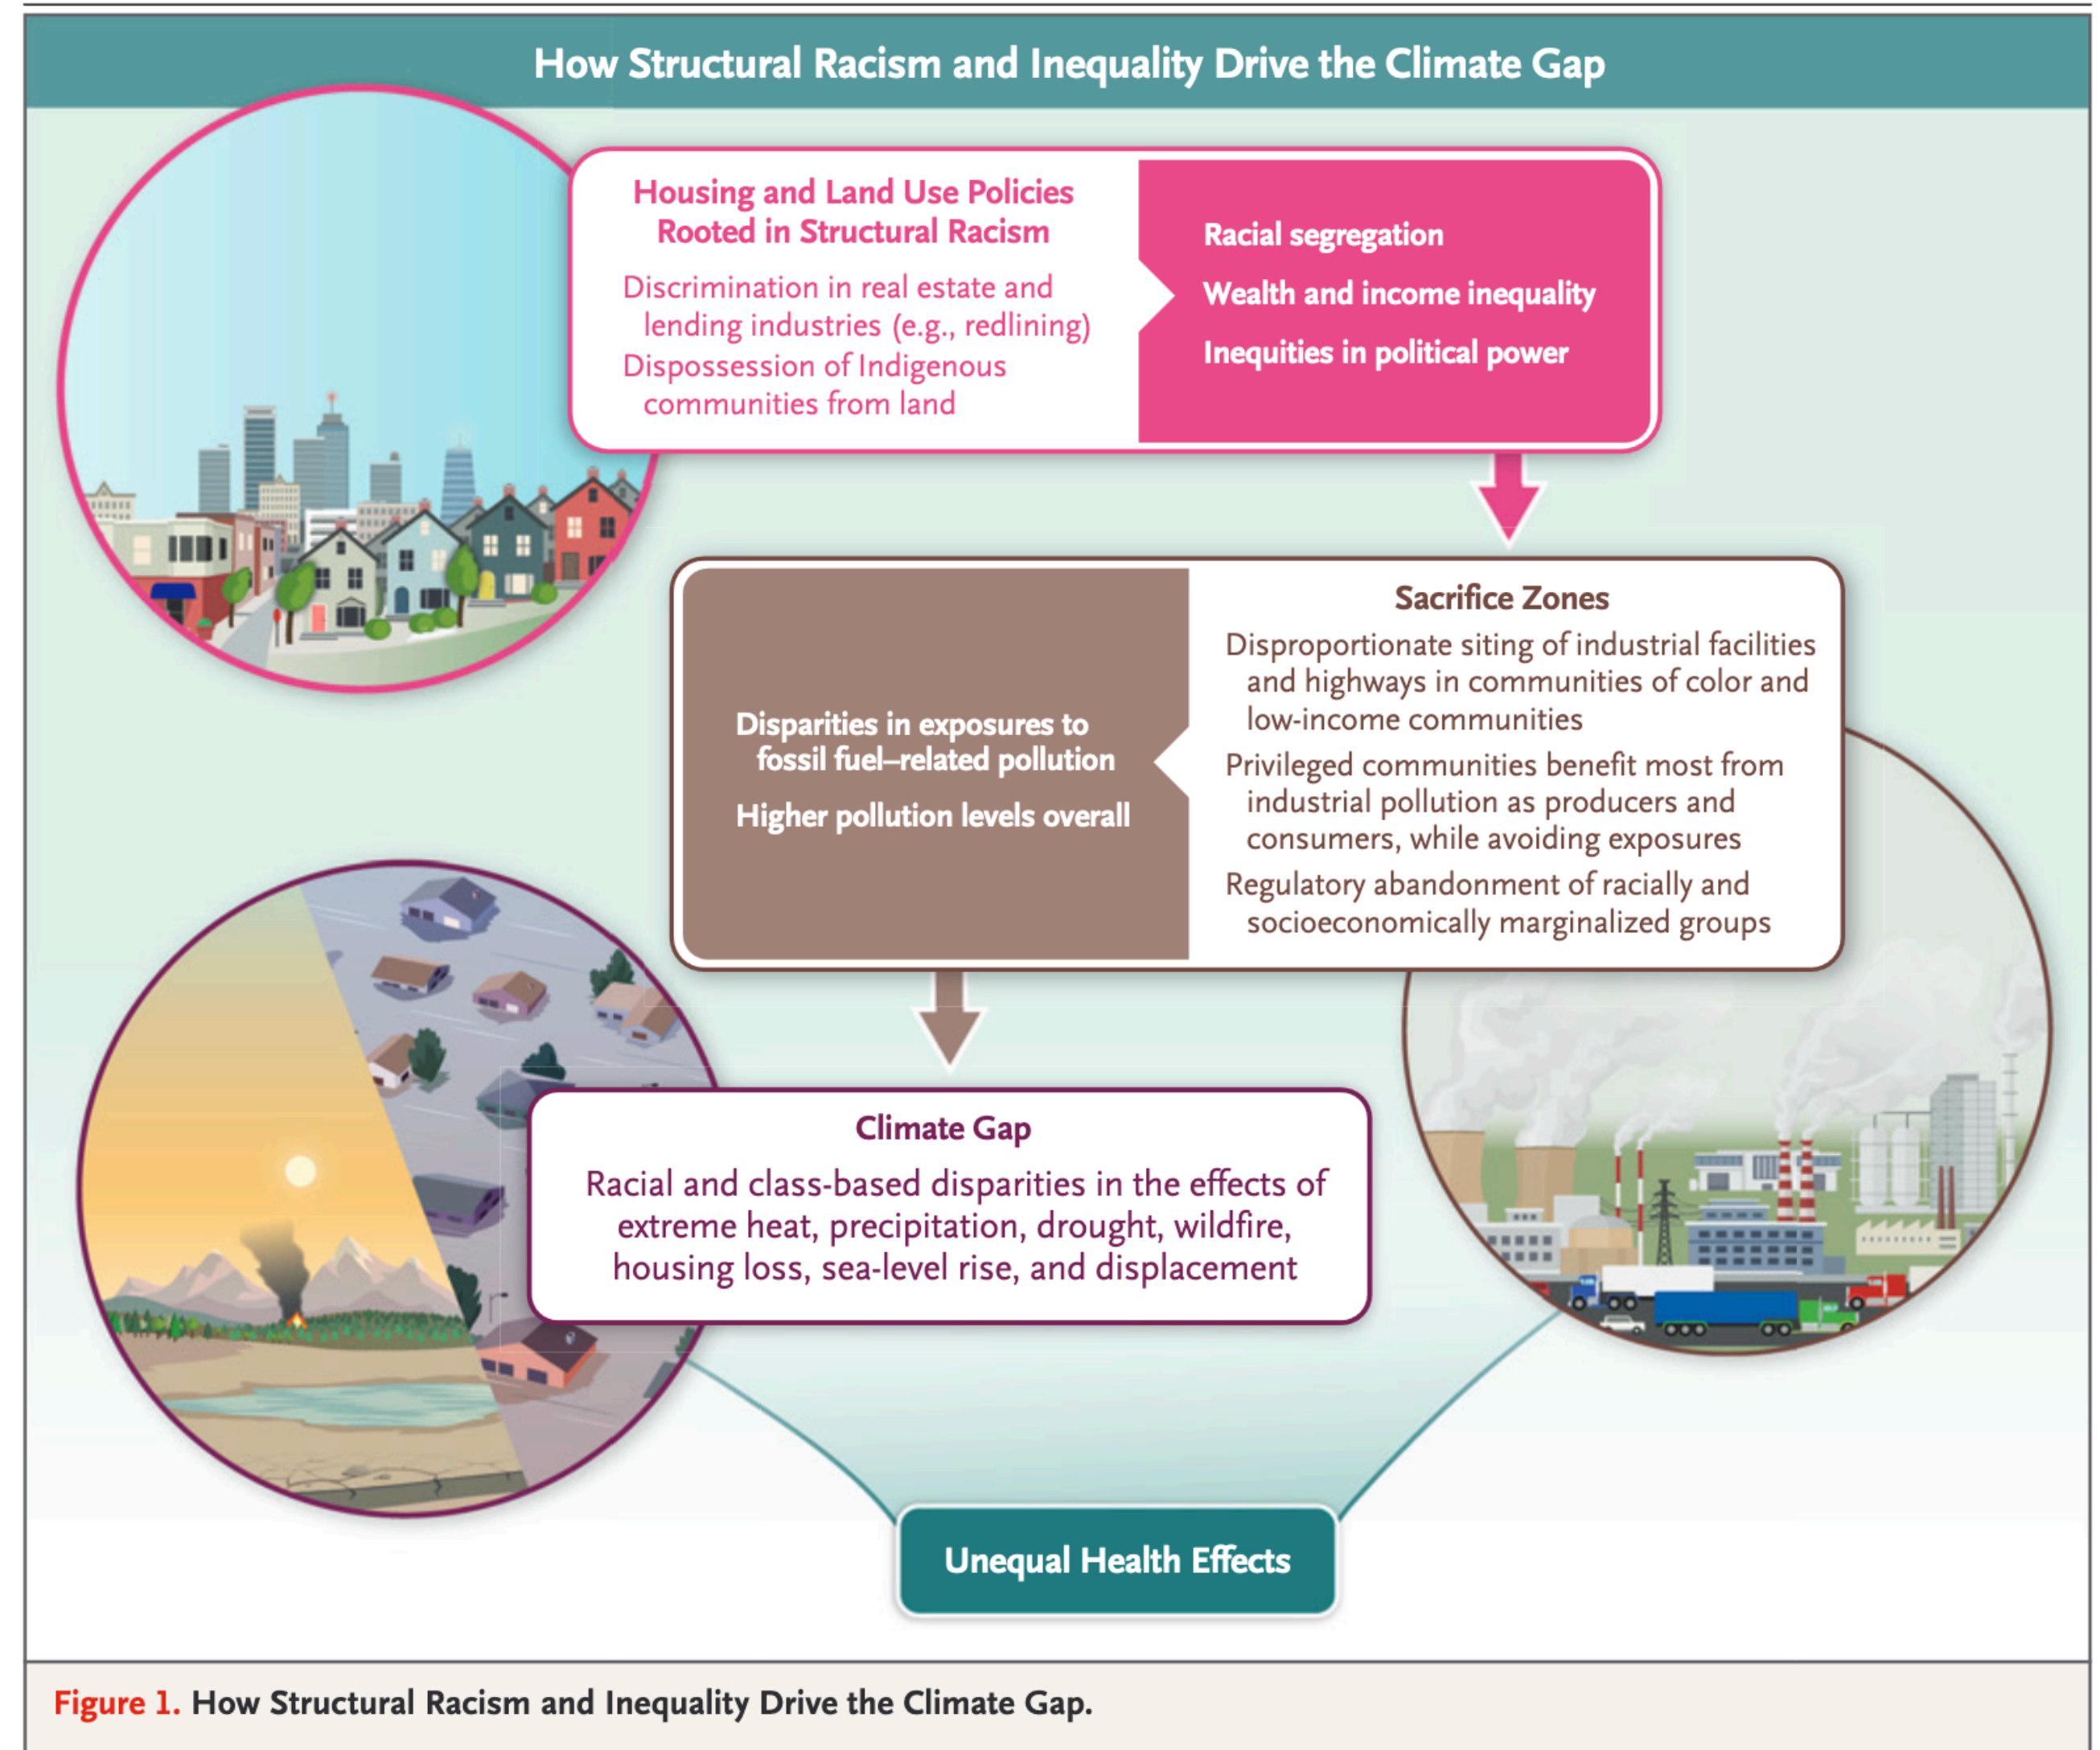 How Structural Racism and Inequality Drive the Climate Gap
Housing and Land Use Policies
Rooted in Structural Racism
Discrimination in real estate and
lending industries (e.g., redlining)
Dispossession of Indigenous
communities from land
Racial segregation
Wealth and income inequality
Inequities in political power
Sacrifice Zones
Disproportionate siting of industrial facilities
and highways in communities of color and
low-income communities
Privileged communities benefit most from
industrial pollution as producers and
consumers, while avoiding exposures
Regulatory abandonment of racially and
socioeconomically marginalized groups
Disparities in exposures to
fossil fuel–related pollution
Higher pollution levels overall
Climate Gap
Racial and class-based disparities in the effects of
extreme heat, precipitation, drought, wildfire,
housing loss, sea-level rise, and displacement
Unequal Health Effects
Figure 1. How Structural Racism and Inequality Drive the Climate Gap.